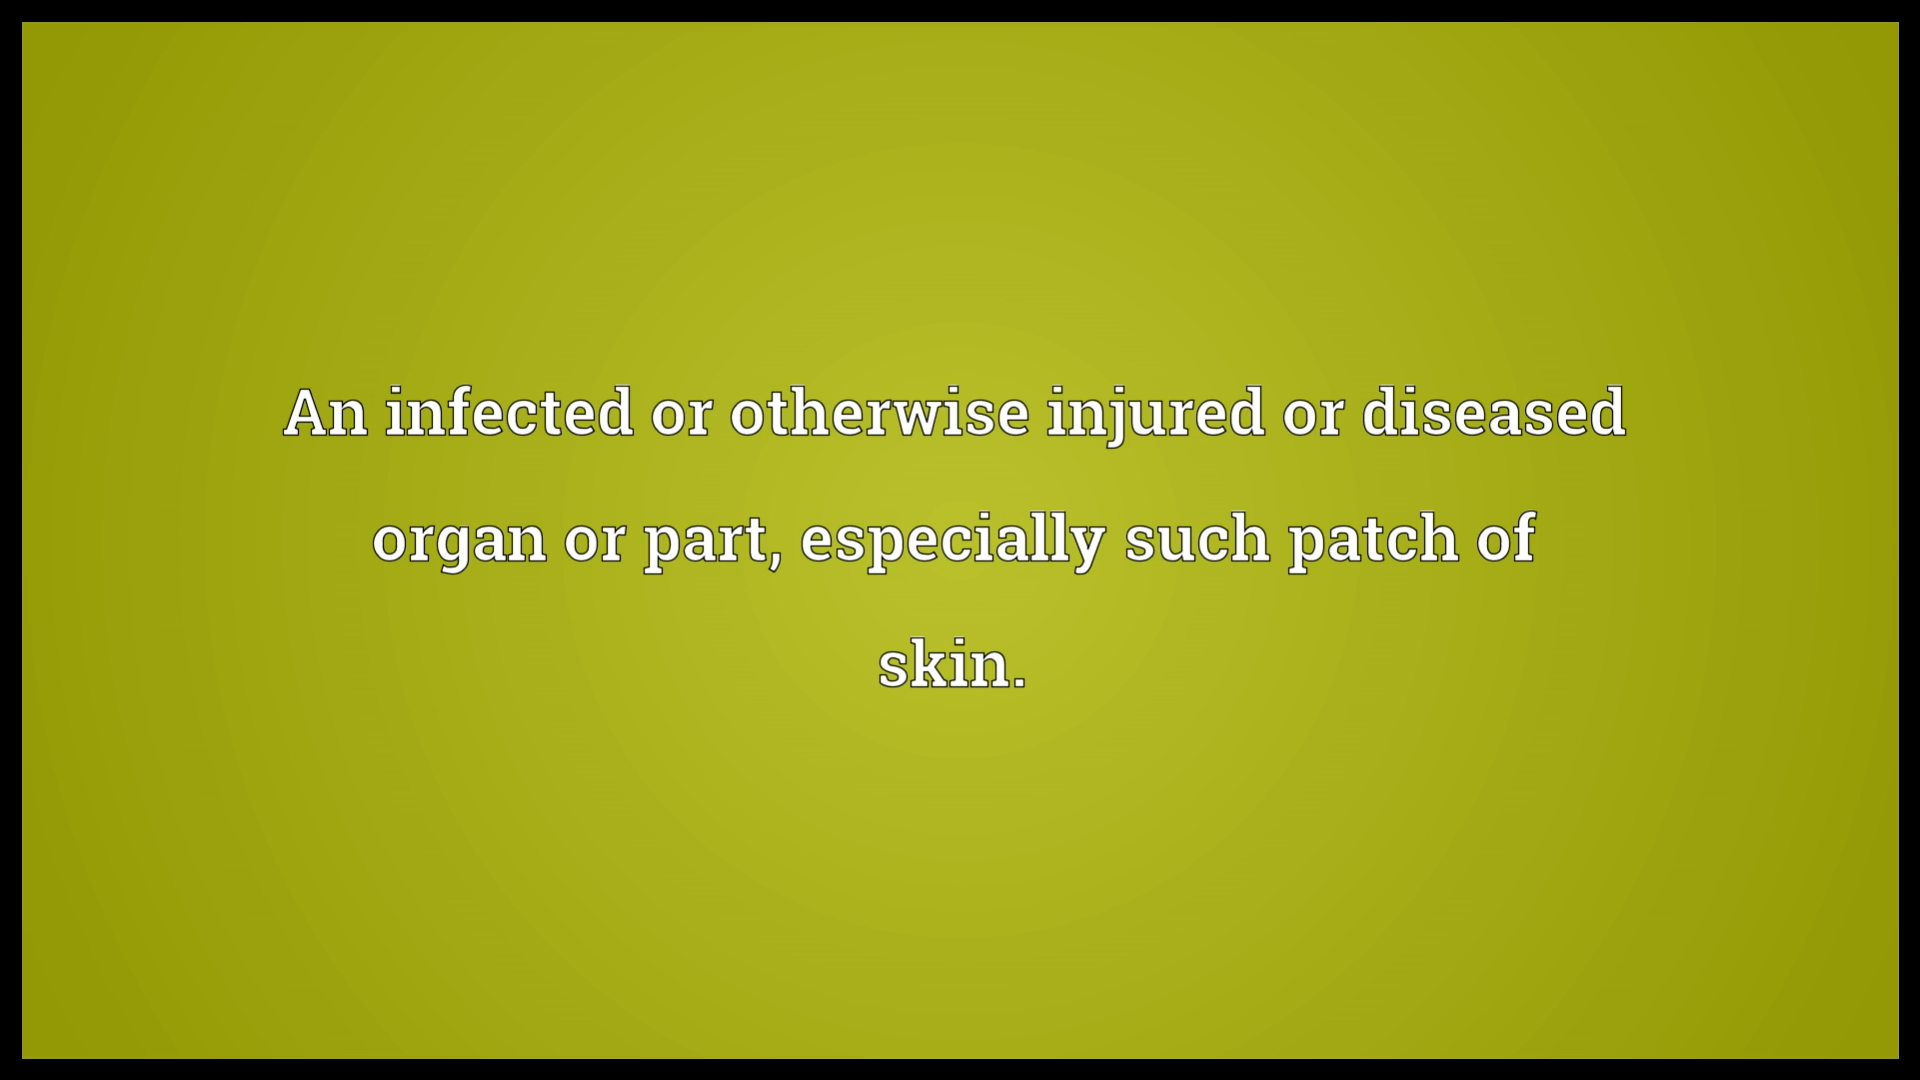 An infected or otherwise injured or diseased
organ or part, especially such patch of
skin.